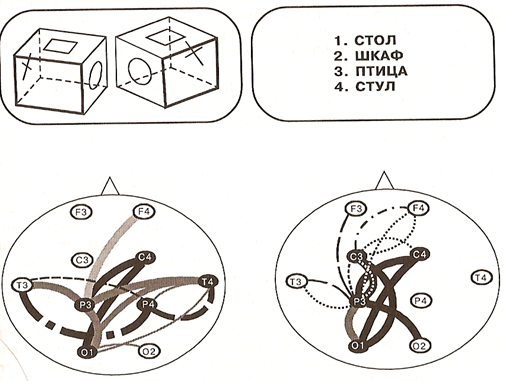 1. СТОЛ
2. ШКАФ
3. ПТИЦА
4. СТУЛ
F3 F4 F3 F4
C3 C4 C3 C4
T3 T4 T3 T4
P3 P4 P3 P4
O1 O2 O1 O2